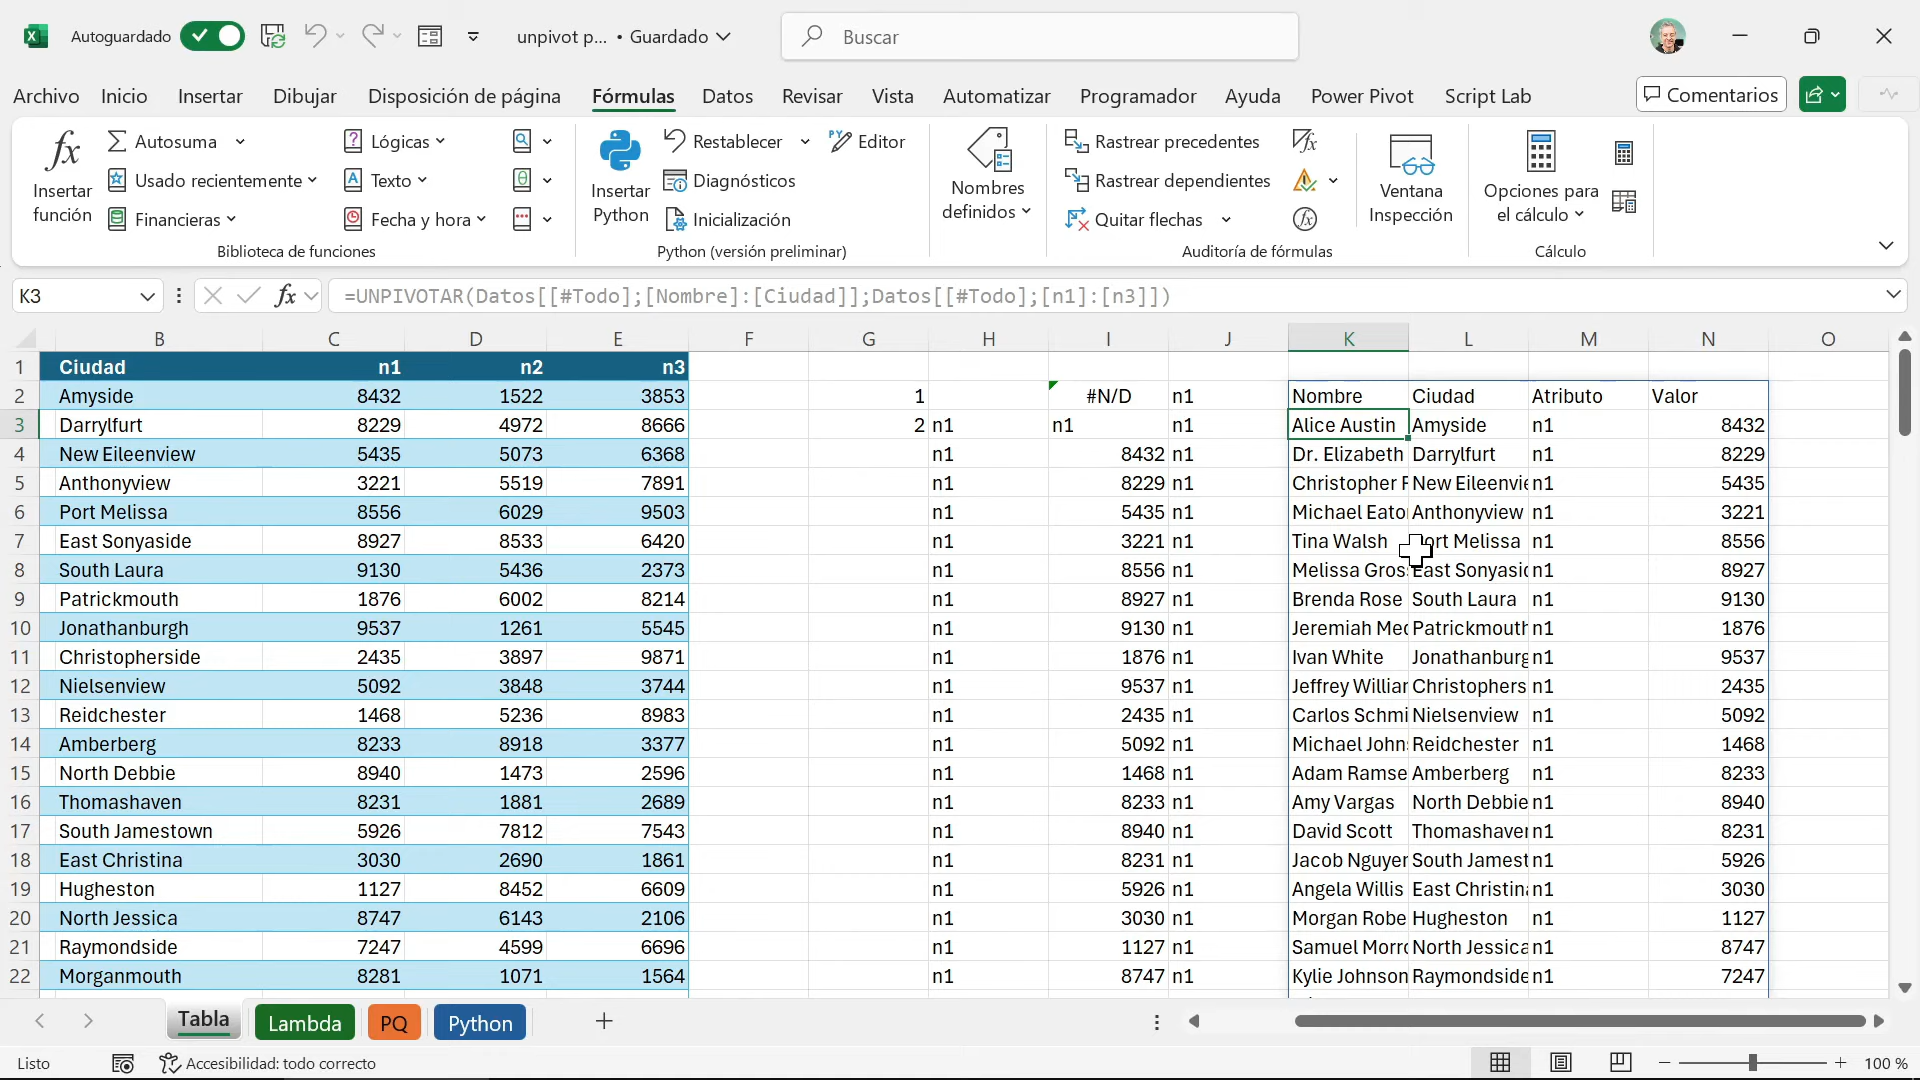 Autoguardado
unpivot p... • Guardado
Buscar
Archivo Inicio Insertar Dibujar Disposición de página Fórmulas Datos Revisar Vista Automatizar Programador Ayuda Power Pivot Script Lab Comentarios
Insertar función
Autosuma
Usado recientemente
Financieras
Lógicas
Texto
Fecha y hora
Biblioteca de funciones
Insertar Python
Restablecer
Editor
Diagnósticos
Inicialización
Python (versión preliminar)
Nombres definidos
Rastrear precedentes
Rastrear dependientes
Quitar flechas
Auditoría de fórmulas
Ventana Inspección
Opciones para el cálculo
Cálculo
K3
fx
=UNPIVOTAR(Datos[[#Todo];[Nombre]:[Ciudad]];Datos[[#Todo];[n1]:[n3]])
B C D E F G H I J K L M N O
1 Ciudad n1 n2 n3
2 Amyside 8432 1522 3853 1 #N/D n1 Nombre Ciudad Atributo Valor
3 Darrylfurt 8229 4972 8666 2 n1 n1 n1 Alice Austin Amyside n1 8432
4 New Eileenview 5435 5073 6368 n1 8432 n1 Dr. Elizabeth Darrylfurt n1 8229
5 Anthonyview 3221 5519 7891 n1 8229 n1 Christopher New Eileenvie n1 5435
6 Port Melissa 8556 6029 9503 n1 5435 n1 Michael Eato Anthonyview n1 3221
7 East Sonyaside 8927 8533 6420 n1 3221 n1 Tina Walsh Melissa n1 8556
8 South Laura 9130 5436 2373 n1 8556 n1 Melissa Gros East Sonyasi n1 8927
9 Patrickmouth 1876 6002 8214 n1 8927 n1 Brenda Rose South Laura n1 9130
10 Jonathanburgh 9537 1261 5545 n1 9130 n1 Jeremiah Me Patrickmouth n1 1876
11 Christopherside 2435 3897 9871 n1 1876 n1 Ivan White Jonathanburg n1 9537
12 Nielsenview 5092 3848 3744 n1 9537 n1 Jeffrey Willia Christophers n1 2435
13 Reidchester 1468 5236 8983 n1 2435 n1 Carlos Schmi Nielsenview n1 5092
14 Amberberg 8233 8918 3377 n1 5092 n1 Michael John Reidchester n1 1468
15 North Debbie 8940 1473 2596 n1 1468 n1 Adam Ramse Amberberg n1 8233
16 Thomashaven 8231 1881 2689 n1 8233 n1 Amy Vargas North Debbie n1 8940
17 South Jamestown 5926 7812 7543 n1 8940 n1 David Scott Thomashave n1 8231
18 East Christina 3030 2690 1861 n1 8231 n1 Jacob Nguye South Jamest n1 5926
19 Hugheston 1127 8452 6609 n1 5926 n1 Angela Willis East Christin n1 3030
20 North Jessica 8747 6143 2106 n1 3030 n1 Morgan Robe Hugheston n1 1127
21 Raymondside 7247 4599 6696 n1 1127 n1 Samuel Morr North Jessica n1 8747
22 Morganmouth 8281 1071 1564 n1 8747 n1 Kylie Johnson Raymondside n1 7247
Tabla Lambda PQ Python
Listo Accesibilidad: todo correcto 100 %